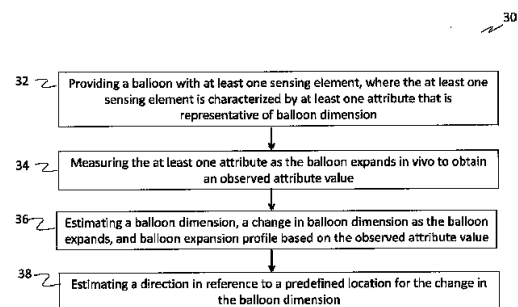 30
32
Providing a balloon with at least one sensing element, where the at least one
sensing element is characterized by at least one attribute that is
representative of balloon dimension
34
Measuring the at least one attribute as the balloon expands in vivo to obtain
an observed attribute value
36
Estimating a balloon dimension, a change in balloon dimension as the balloon
expands, and balloon expansion profile based on the observed attribute value
38
Estimating a direction in reference to a predefined location for the change in
the balloon dimension